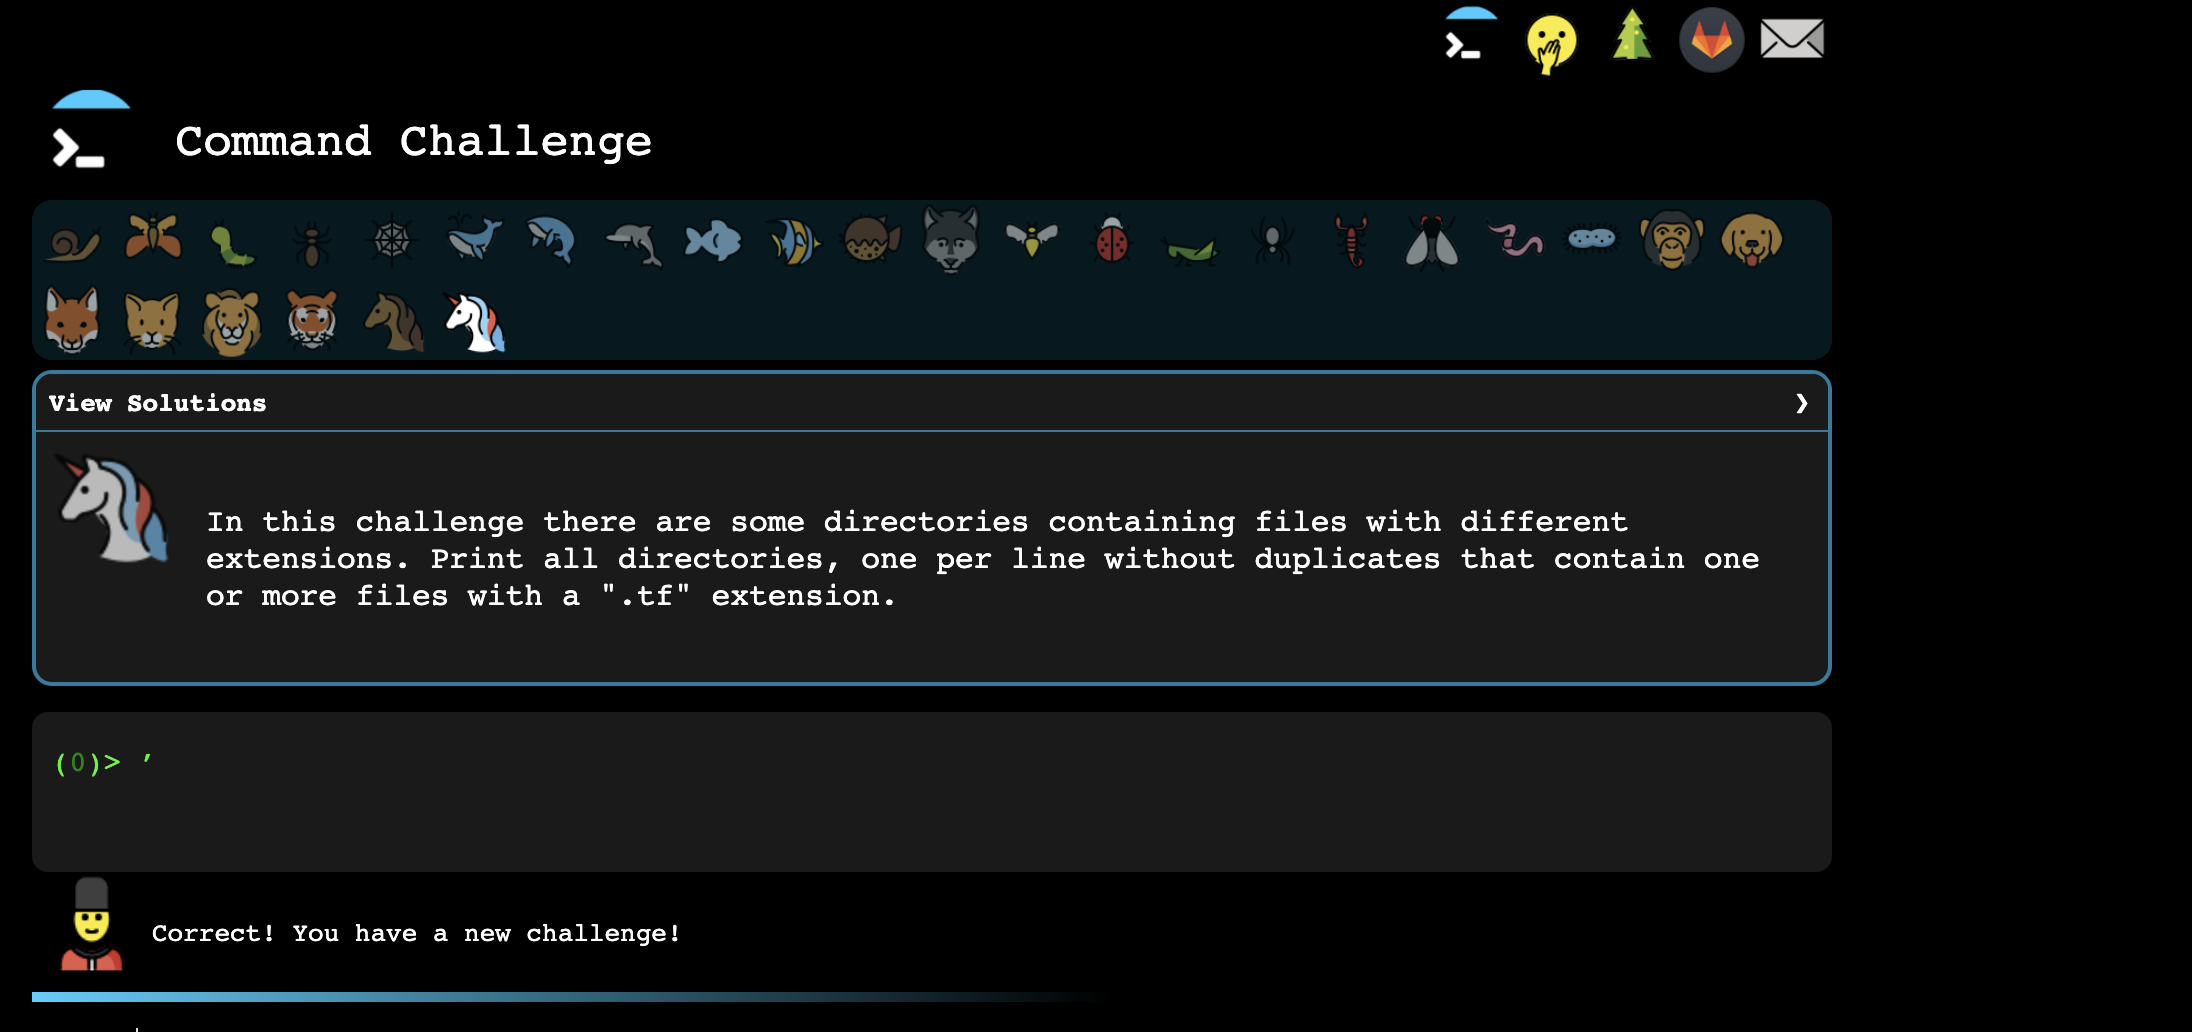 Command Challenge
View Solutions ❯
In this challenge there are some directories containing files with different
extensions. Print all directories, one per line without duplicates that contain one
or more files with a ".tf" extension.
(0)> ′
Correct! You have a new challenge!